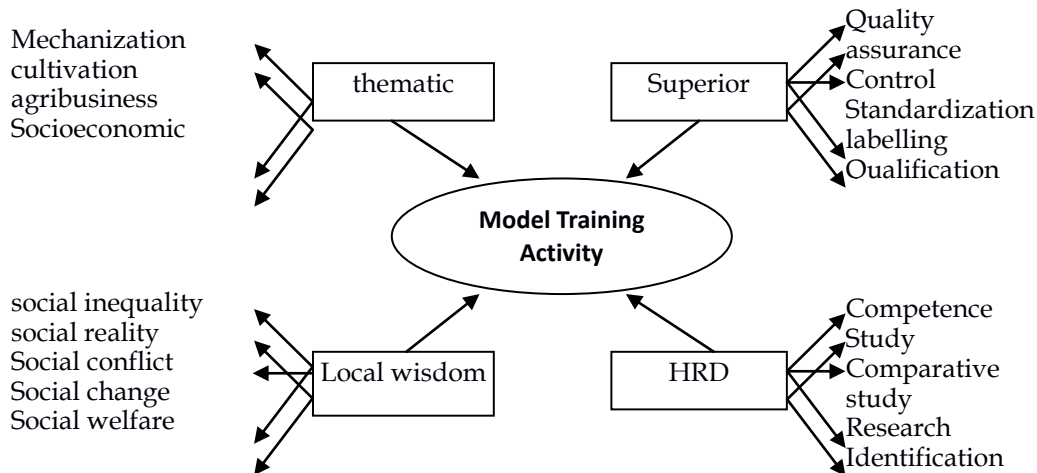 Mechanization
cultivation
agribusiness
Socioeconomic
thematic
Superior
Quality
assurance
Control
Standardization
labelling
Oualification
Model Training
Activity
social inequality
social reality
Social conflict
Social change
Social welfare
Local wisdom
HRD
Competence
Study
Comparative
study
Research
Identification